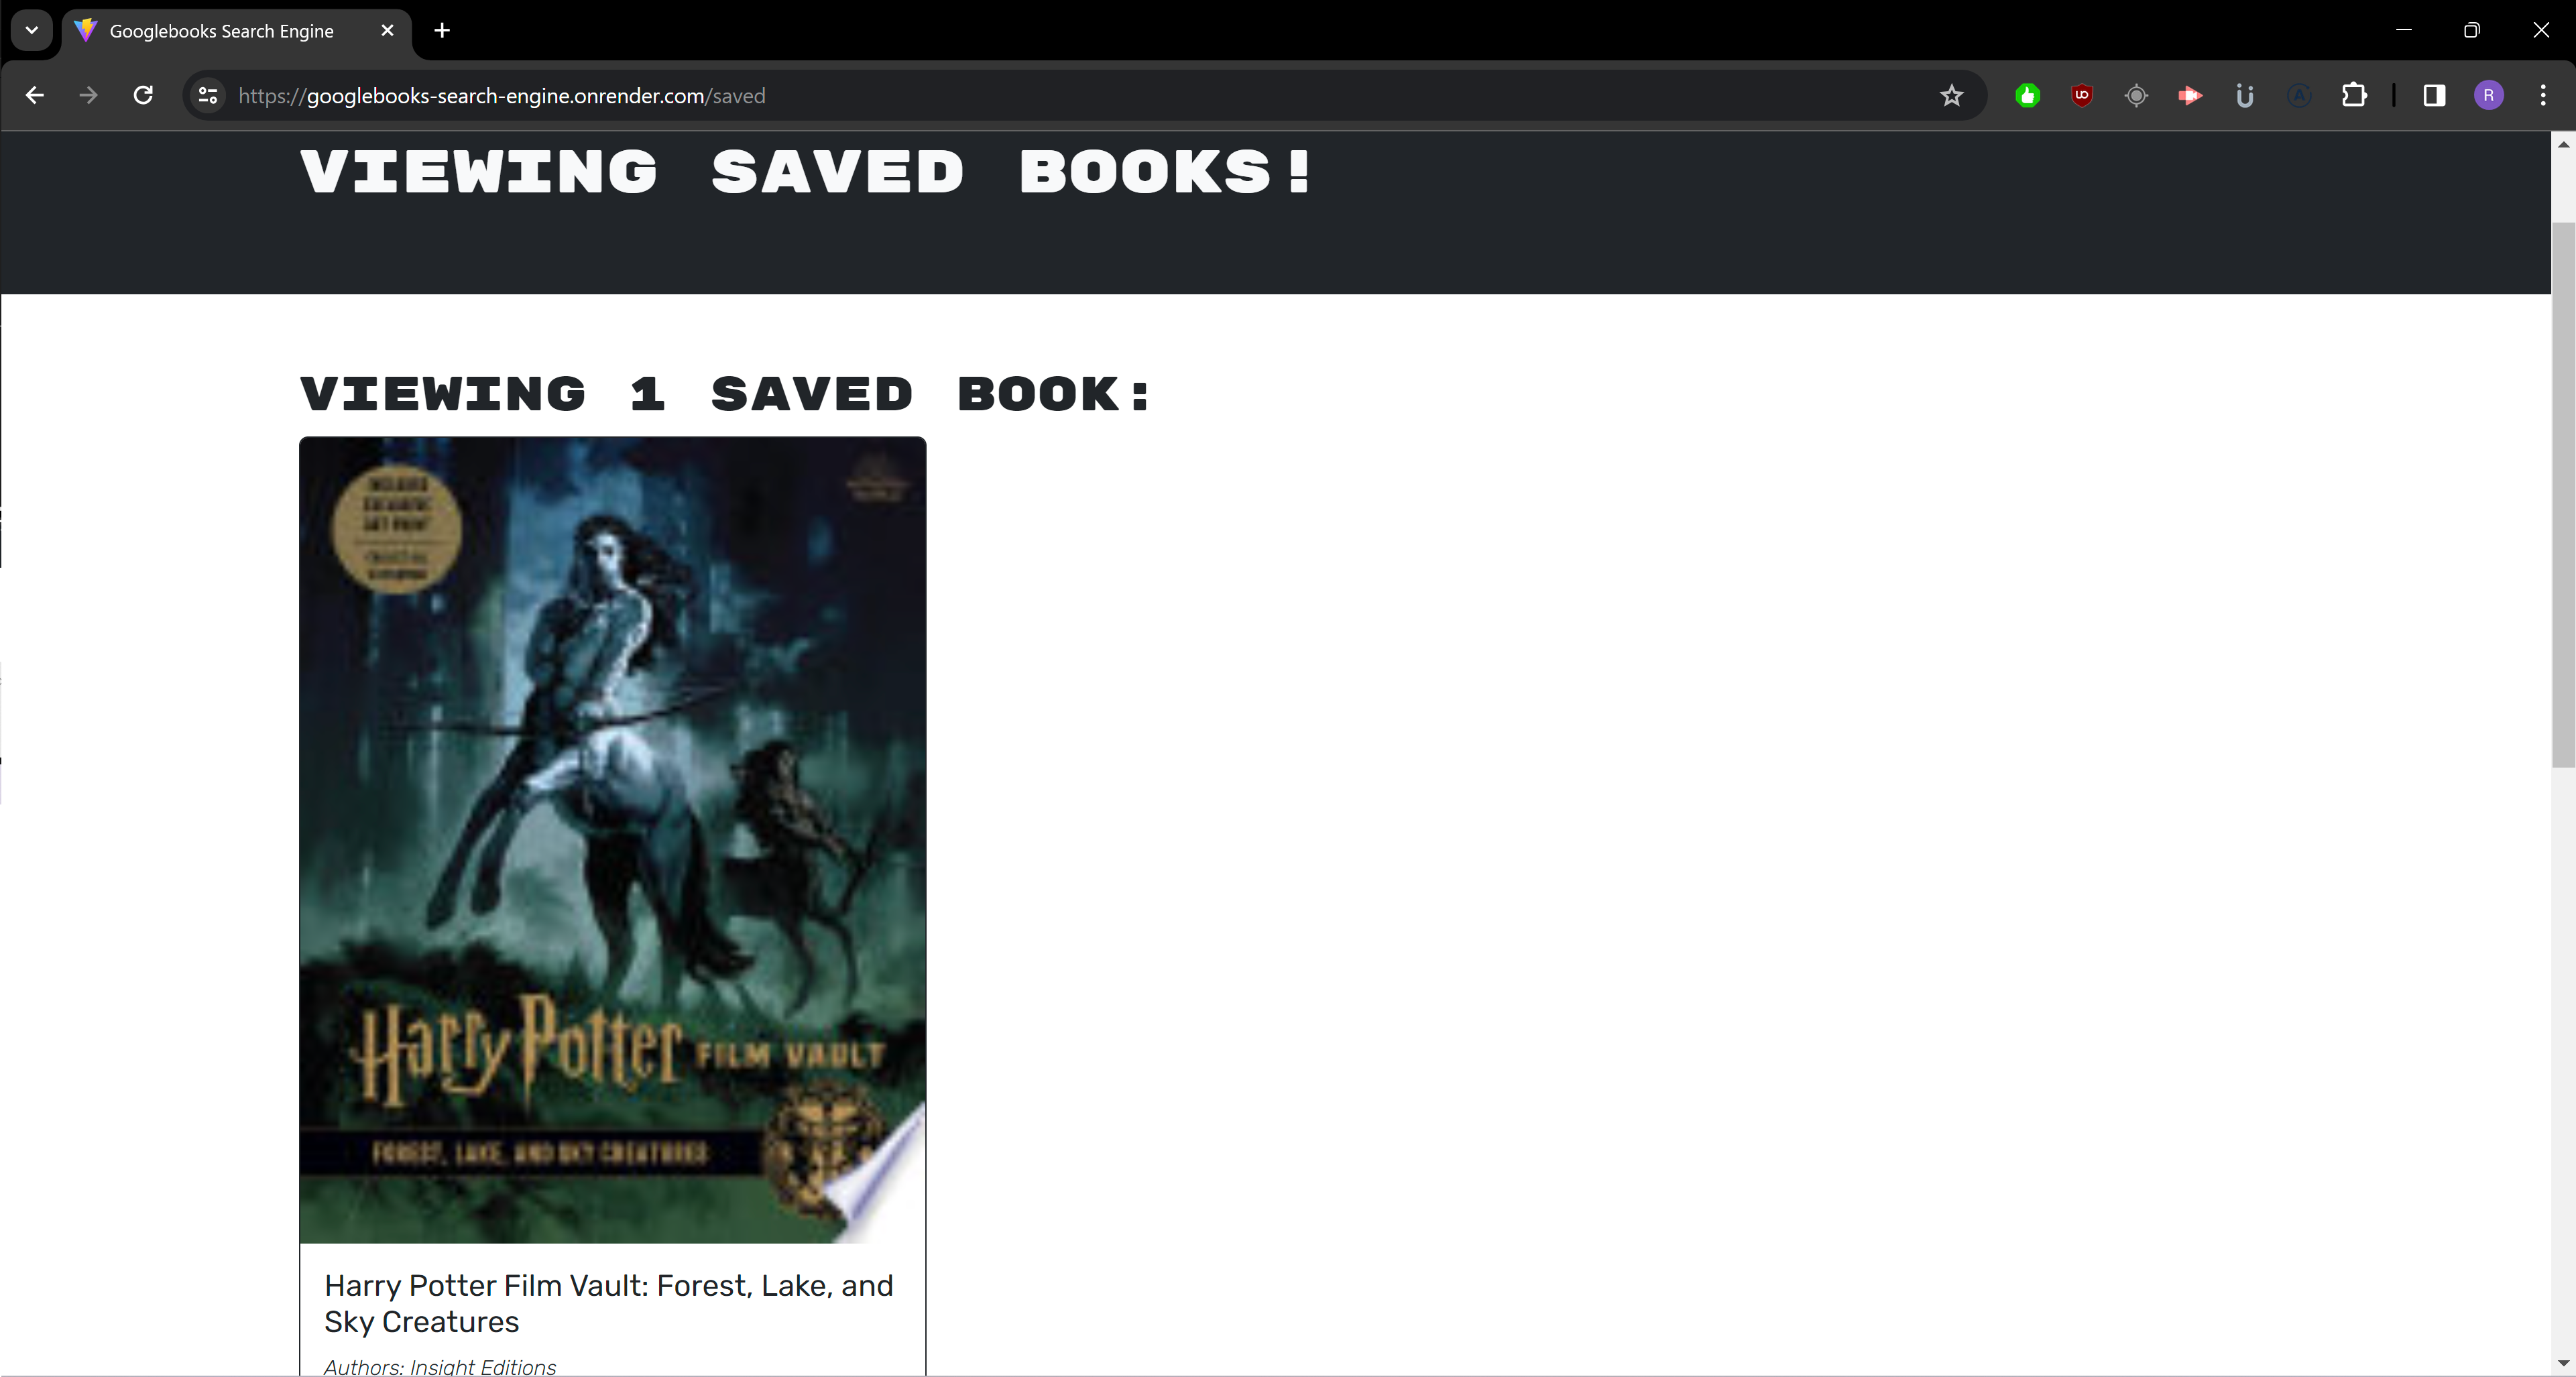 Googlebooks Search Engine
https://googlebooks-search-engine.onrender.com/saved
R
VIEWING SAVED BOOKS!
VIEWING 1 SAVED BOOK:
Harry Potter FILM VAULT
FOREST, LAKE, AND SKY CREATURES
Harry Potter Film Vault: Forest, Lake, and
Sky Creatures
Authors: Insight Editions